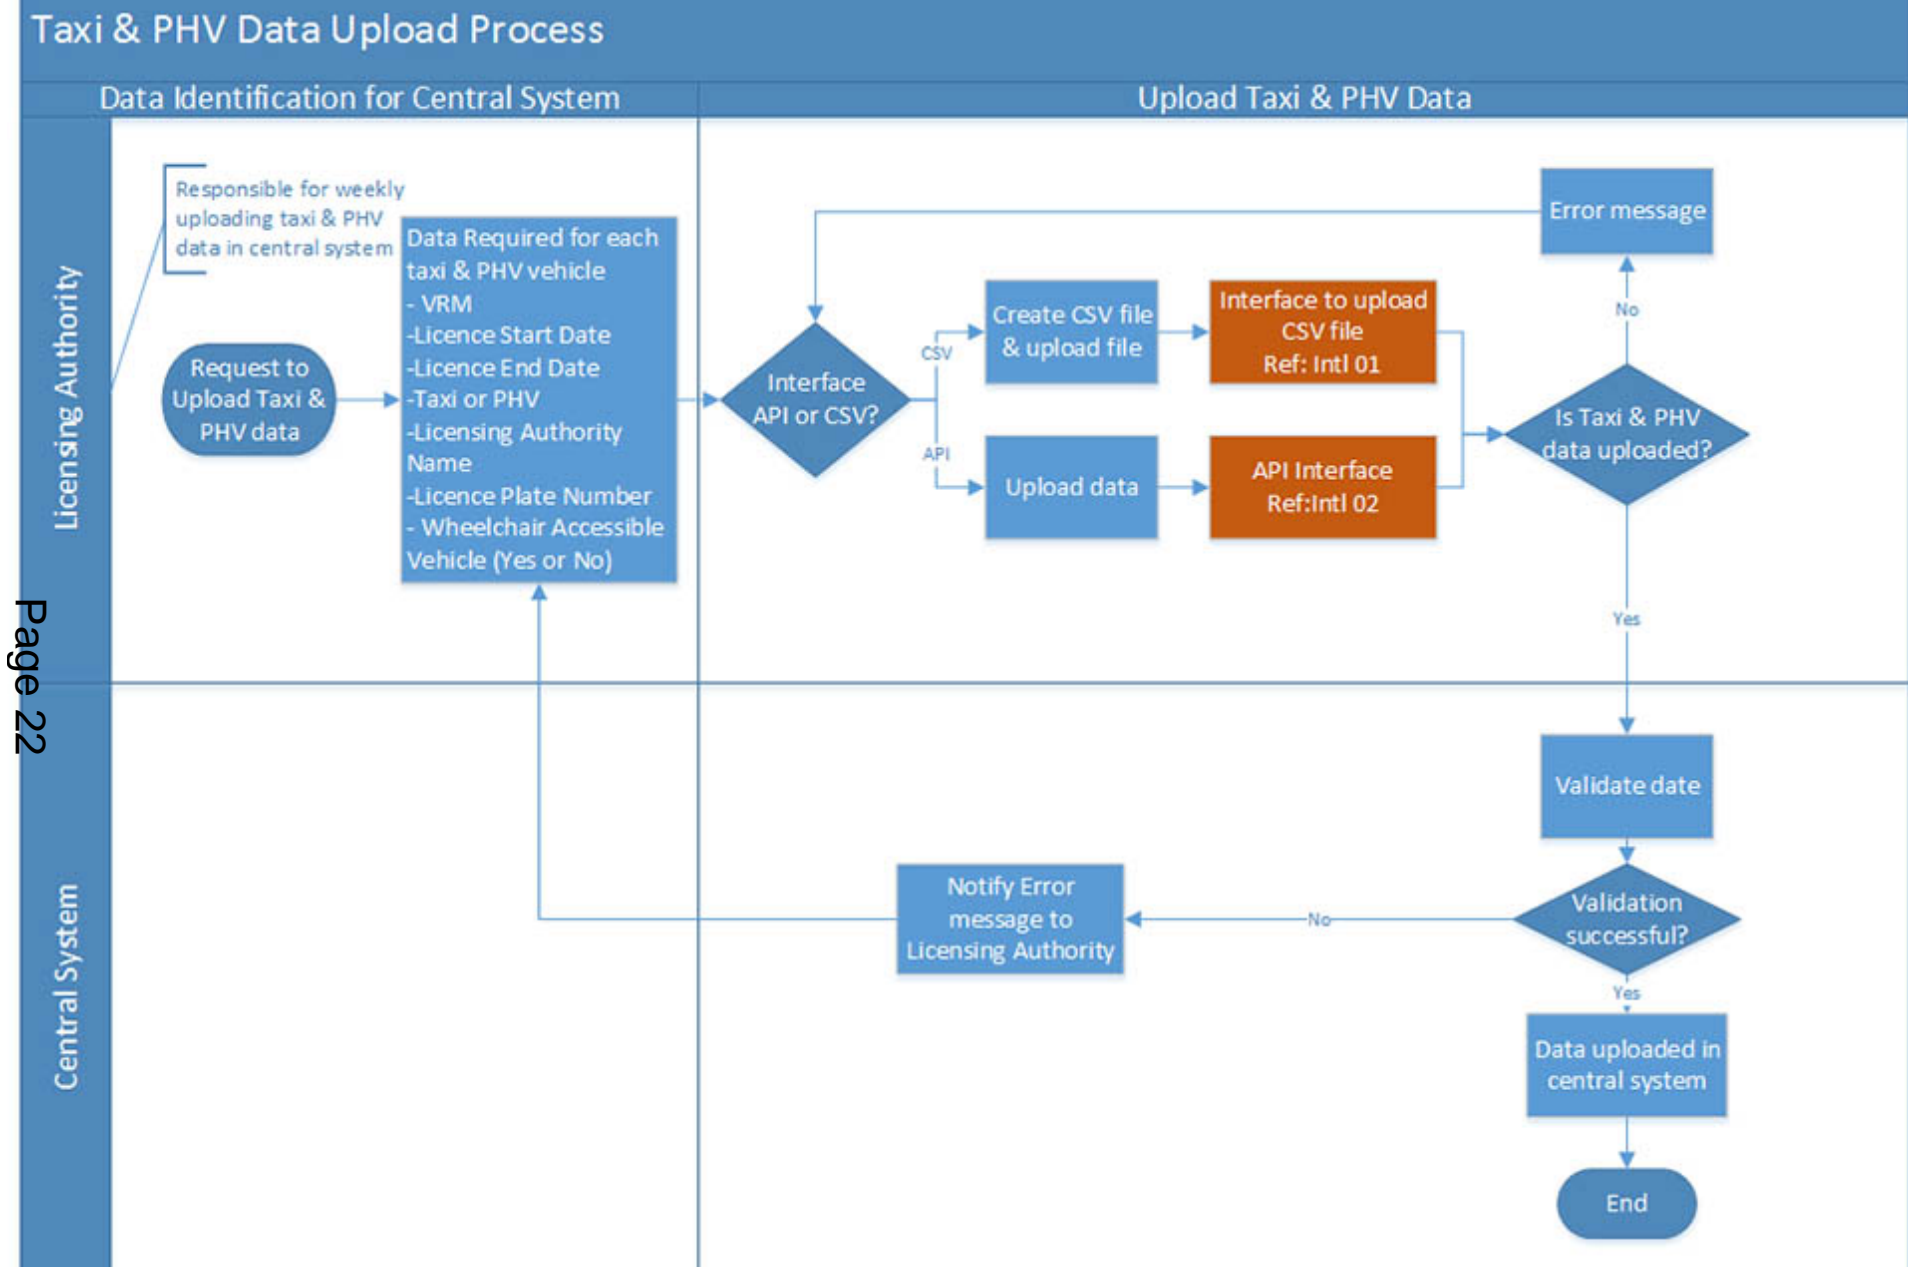 Taxi & PHV Data Upload Process
Data Identification for Central System
Upload Taxi & PHV Data
Licensing Authority
Responsible for weekly
uploading taxi & PHV
data in central system
Request to
Upload Taxi &
PHV data
Data Required for each
taxi & PHV vehicle
- VRM
-Licence Start Date
-Licence End Date
-Taxi or PHV
-Licensing Authority
Name
-Licence Plate Number
- Wheelchair Accessible
Vehicle (Yes or No)
Interface
API or CSV?
CSV
Create CSV file
& upload file
Interface to upload
CSV file
Ref: Intl 01
API
Upload data
API Interface
Ref:Intl 02
Error message
No
Is Taxi & PHV
data uploaded?
Yes
Page 22
Central System
Validate date
Validation
successful?
No
Notify Error
message to
Licensing Authority
Yes
Data uploaded in
central system
End